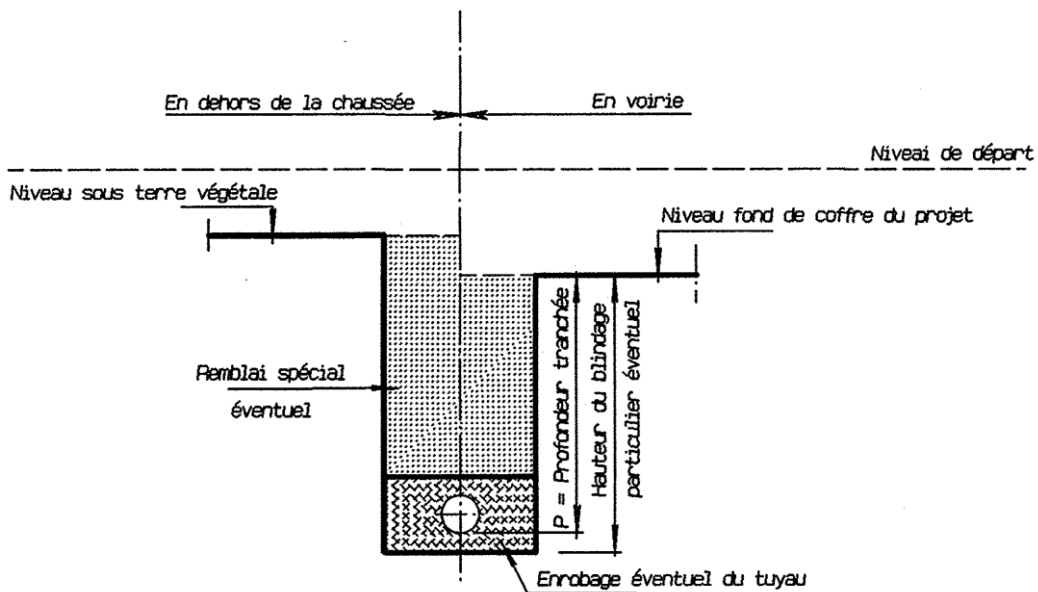 En dehors de la chaussée
En voirie
Niveai de départ
Niveau sous terre végétale
Niveau fond de coffre du projet
P = Profondeur tranchée
Hauteur du blindage
particulier éventuel
Remblai spécial
éventuel
Enrobage éventuel du tuyau